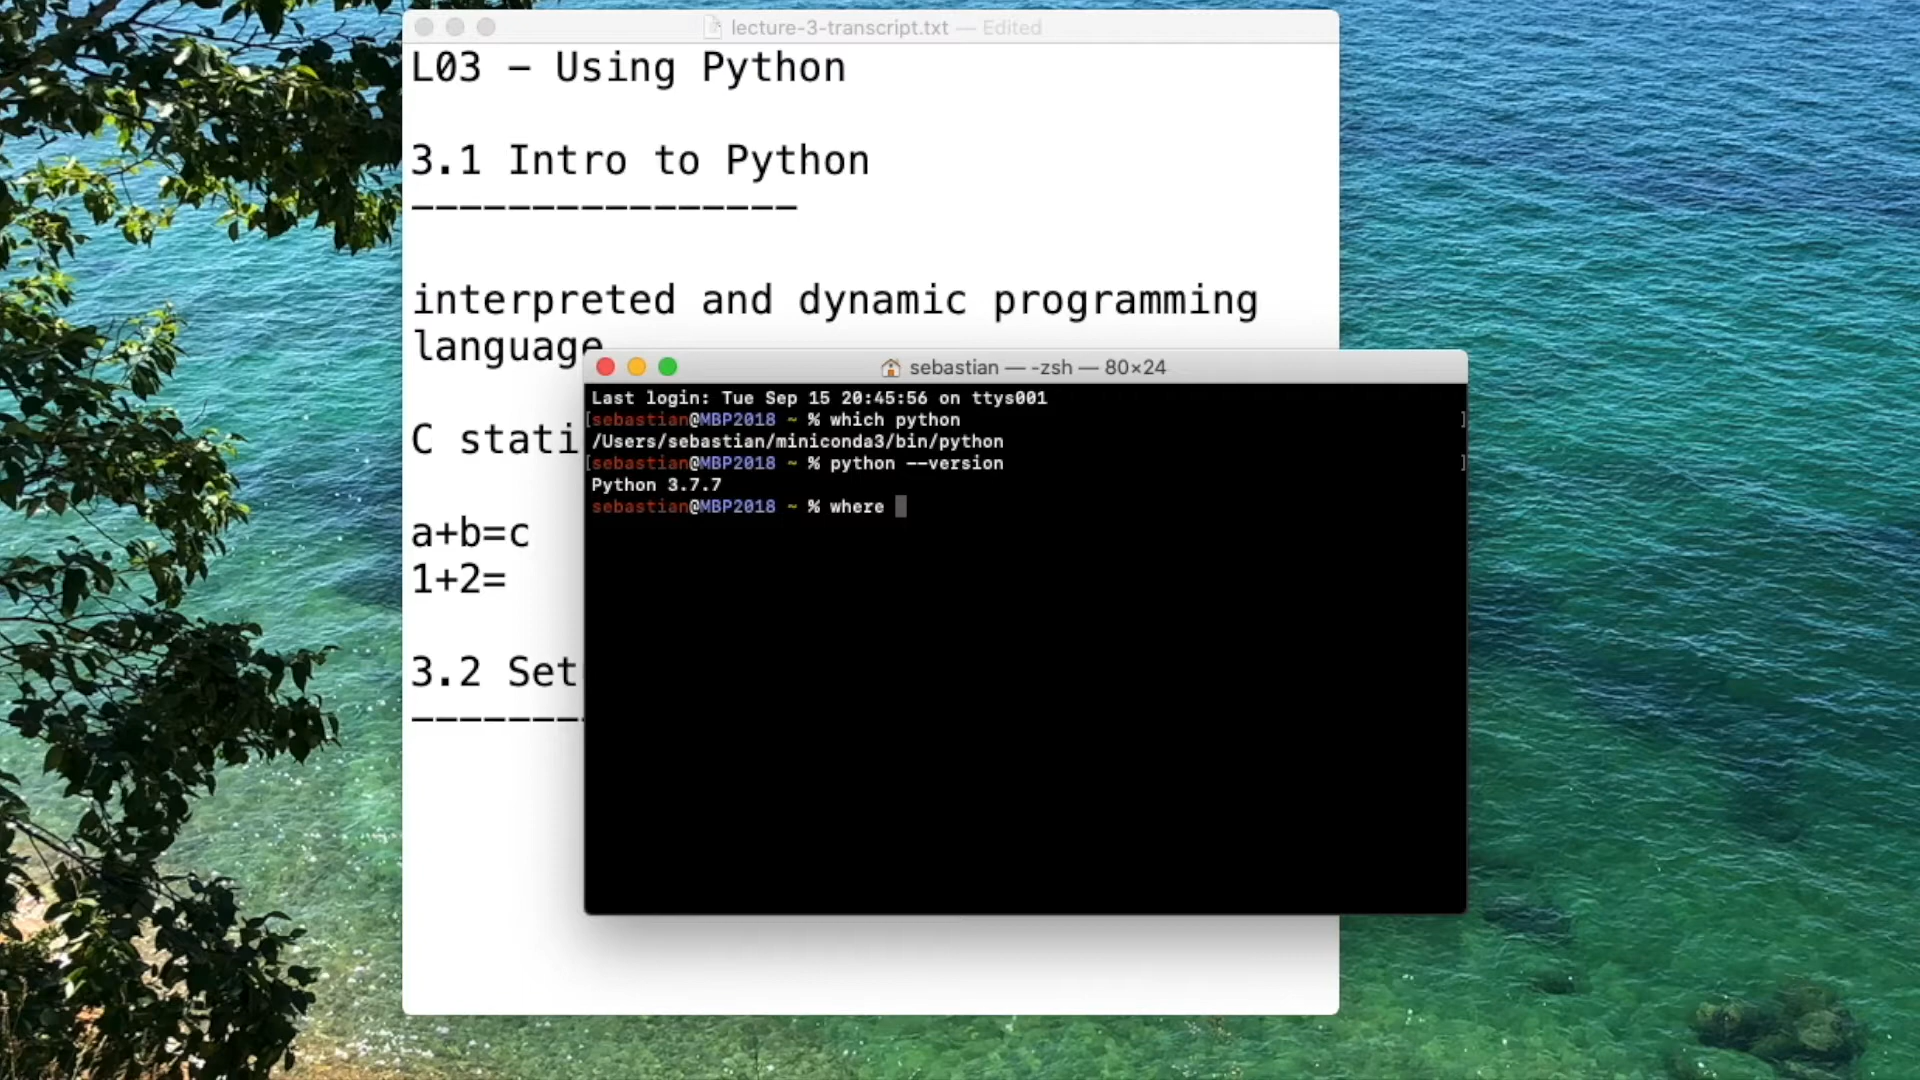 lecture-3-transcript.txt — Edited
L03 – Using Python
3.1 Intro to Python
----------------
interpreted and dynamic programming
language
C stati
a+b=c
1+2=
3.2 Set
-------
sebastian — -zsh — 80×24
Last login: Tue Sep 15 20:45:56 on ttys001
[sebastian@MBP2018 ~ % which python ]
/Users/sebastian/miniconda3/bin/python
[sebastian@MBP2018 ~ % python --version ]
Python 3.7.7
sebastian@MBP2018 ~ % where